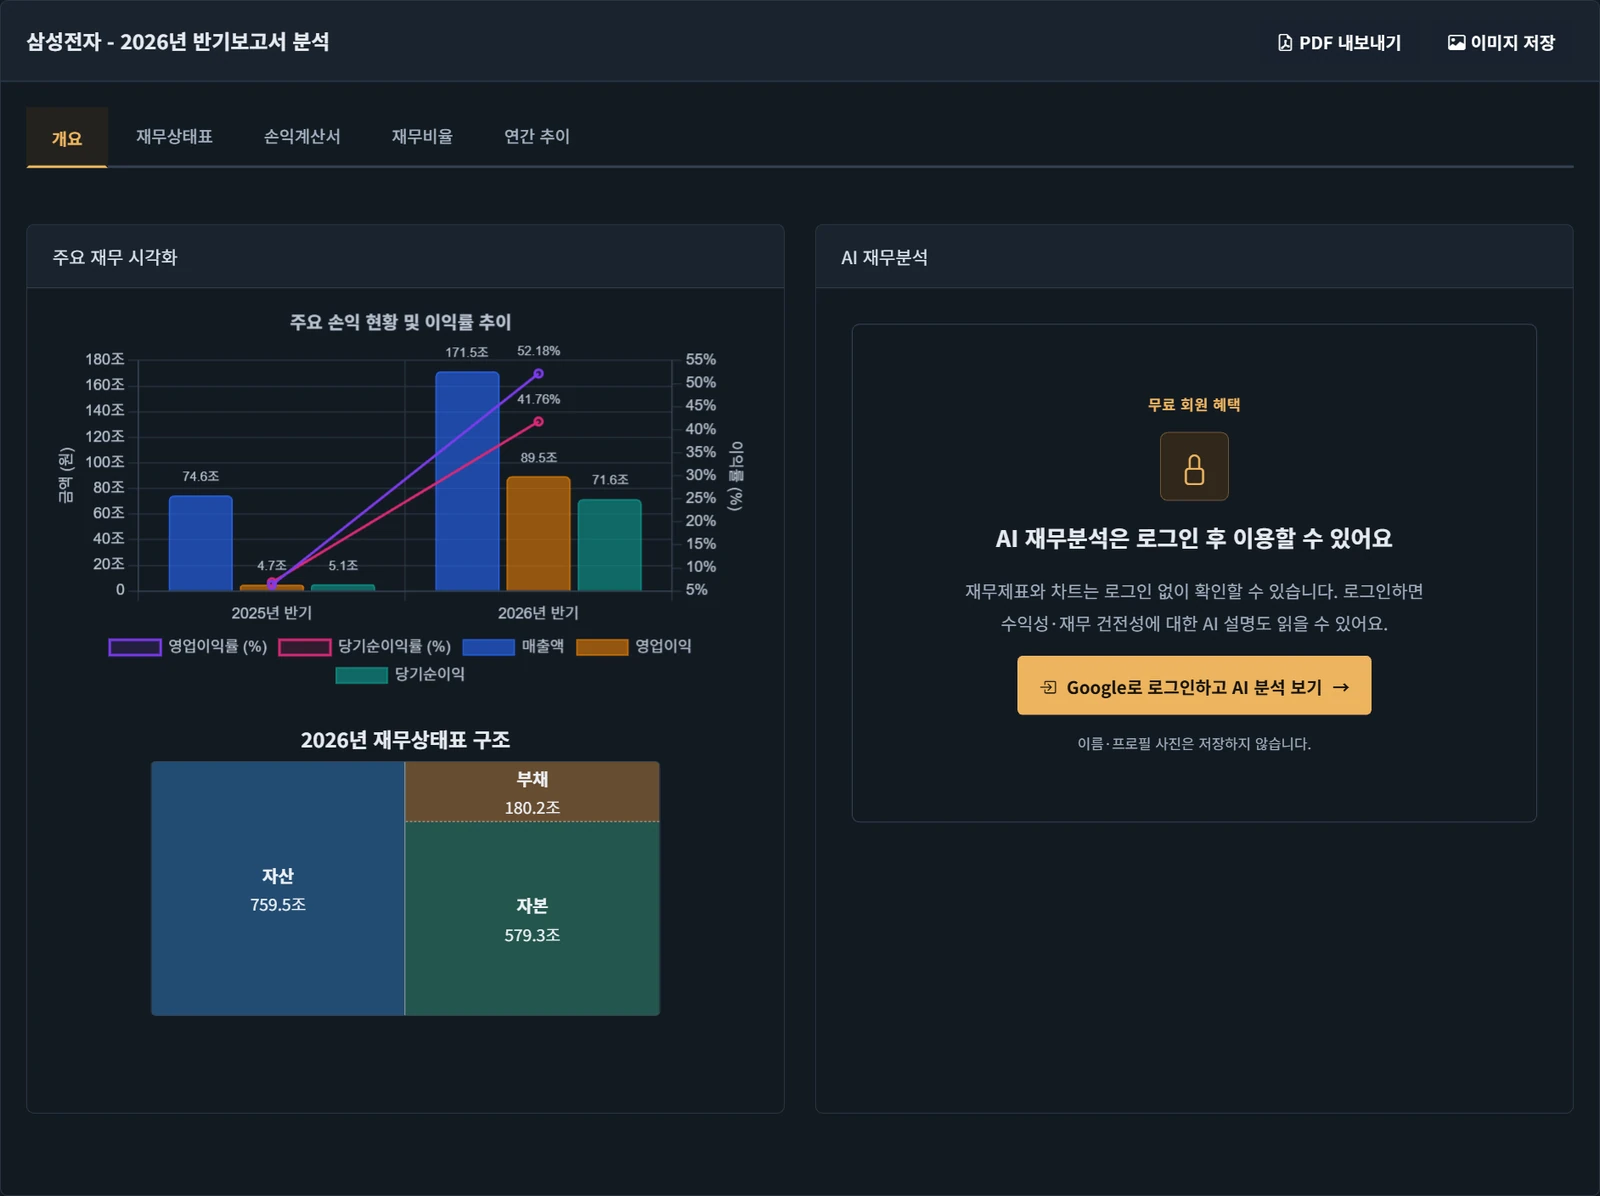 삼성전자 - 2026년 반기보고서 분석
PDF 내보내기
이미지 저장
개요
재무상태표
손익계산서
재무비율
연간 추이
주요 재무 시각화
주요 손익 현황 및 이익률 추이
금액 (원)
180조
160조
140조
120조
100조
80조
60조
40조
20조
0
74.6조
4.7조
5.1조
171.5조
52.18%
41.76%
89.5조
71.6조
55%
50%
45%
40%
35%
30%
25%
20%
15%
10%
5%
이익률 (%)
2025년 반기
2026년 반기
영업이익률 (%)
당기순이익률 (%)
매출액
영업이익
당기순이익
2026년 재무상태표 구조
자산
759.5조
부채
180.2조
자본
579.3조
AI 재무분석
무료 회원 혜택
AI 재무분석은 로그인 후 이용할 수 있어요
재무제표와 차트는 로그인 없이 확인할 수 있습니다. 로그인하면
수익성·재무 건전성에 대한 AI 설명도 읽을 수 있어요.
Google로 로그인하고 AI 분석 보기 →
이름·프로필 사진은 저장하지 않습니다.